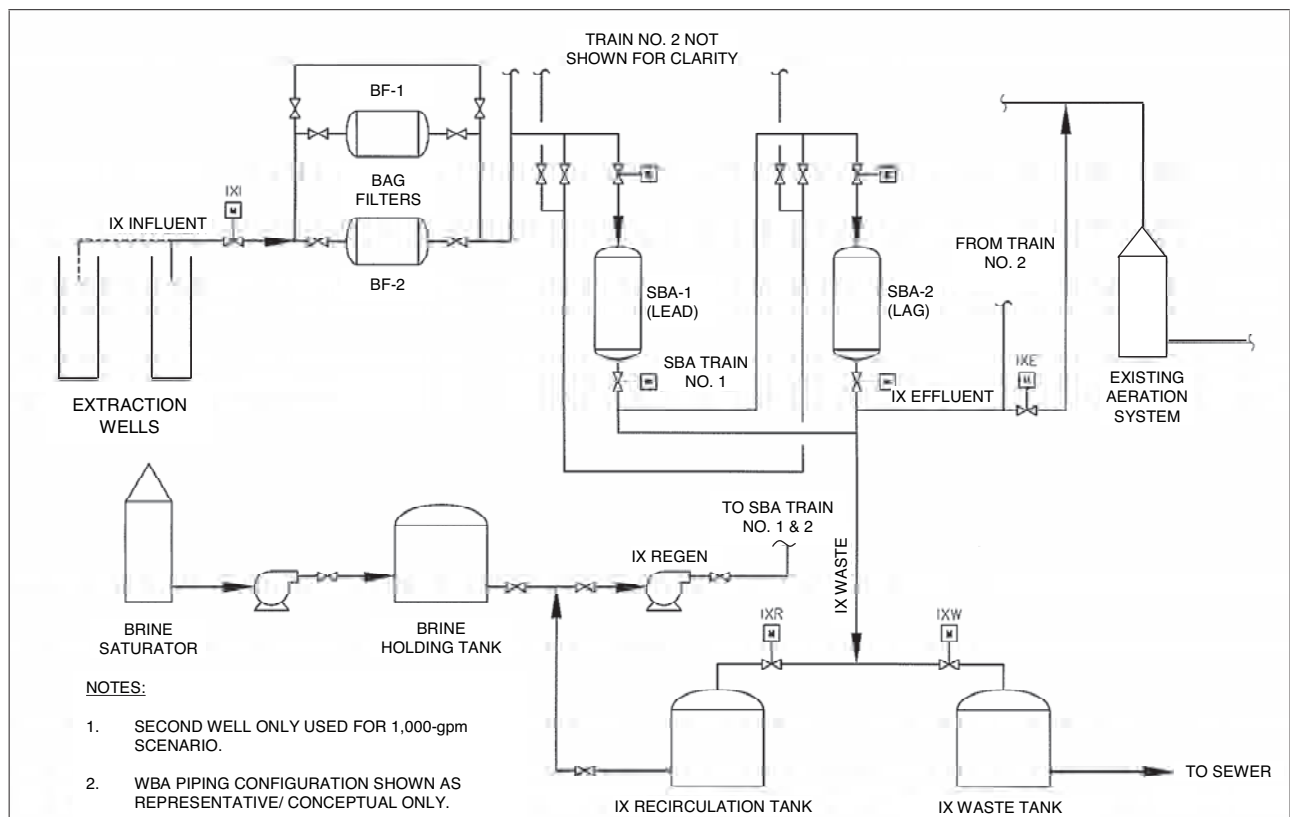 TRAIN NO. 2 NOT
SHOWN FOR CLARITY
BF-1
BAG
FILTERS
IXI
M
IX INFLUENT
BF-2
EXTRACTION
WELLS
SBA-1
(LEAD)
SBA TRAIN
NO. 1
SBA-2
(LAG)
FROM TRAIN
NO. 2
IXE
M
IX EFFLUENT
EXISTING
AERATION
SYSTEM
TO SBA TRAIN
NO. 1 & 2
IX REGEN
IX WASTE
BRINE
SATURATOR
BRINE
HOLDING TANK
IXR
M
IXW
M
NOTES:
1. SECOND WELL ONLY USED FOR 1,000-gpm
SCENARIO.
2. WBA PIPING CONFIGURATION SHOWN AS
REPRESENTATIVE/ CONCEPTUAL ONLY.
IX RECIRCULATION TANK
IX WASTE TANK
TO SEWER